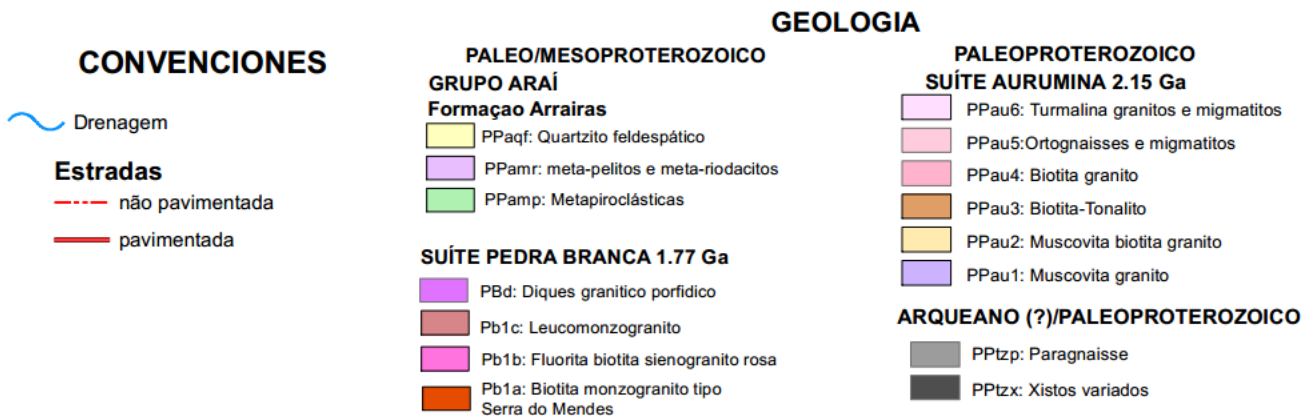 GEOLOGIA
CONVENCIONES
Drenagem
Estradas
não pavimentada
pavimentada
PALEO/MESOPROTEROZOICO
GRUPO ARAÍ
Formaçao Arrairas
PPaqf: Quartzito feldespático
PPamr: meta-pelitos e meta-riodacitos
PPamp: Metapiroclásticas
SUÍTE PEDRA BRANCA 1.77 Ga
PBd: Diques granitico porfidico
Pb1c: Leucomonzogranito
Pb1b: Fluorita biotita sienogranito rosa
Pb1a: Biotita monzogranito tipo
Serra do Mendes
PALEOPROTEROZOICO
SUÍTE AURUMINA 2.15 Ga
PPau6: Turmalina granitos e migmatitos
PPau5:Ortognaisses e migmatitos
PPau4: Biotita granito
PPau3: Biotita-Tonalito
PPau2: Muscovita biotita granito
PPau1: Muscovita granito
ARQUEANO (?)/PALEOPROTEROZOICO
PPtzp: Paragnaisse
PPtzx: Xistos variados